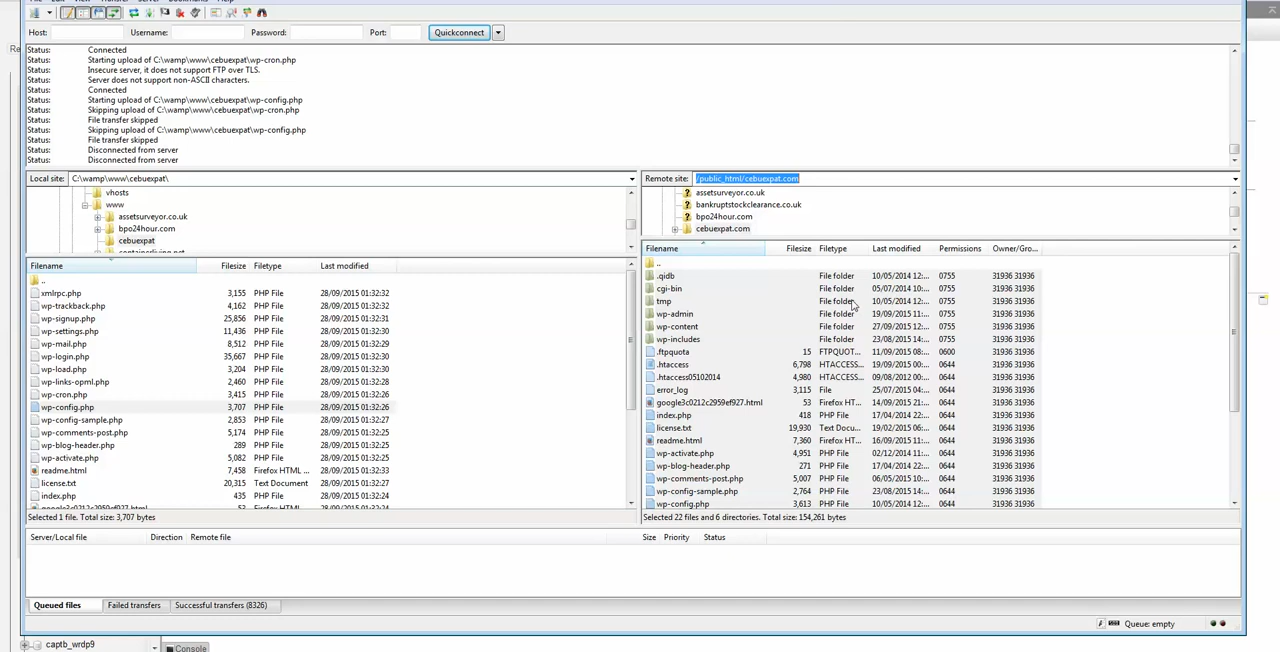 Host: Username: Password: Port: Quickconnect
Status: Connected
Status: Starting upload of C:\wamp\www\cebuexpat\wp-cron.php
Status: Insecure server, it does not support FTP over TLS.
Status: Server does not support non-ASCII characters.
Status: Connected
Status: Starting upload of C:\wamp\www\cebuexpat\wp-config.php
Status: Skipping upload of C:\wamp\www\cebuexpat\wp-cron.php
Status: File transfer skipped
Status: Skipping upload of C:\wamp\www\cebuexpat\wp-config.php
Status: File transfer skipped
Status: Disconnected from server
Status: Disconnected from server
Local site: C:\wamp\www\cebuexpat\
vhosts
www
assetsurveyor.co.uk
bpo24hour.com
cebuexpat
Filename Filesize Filetype Last modified
..
xmlrpc.php 3,155 PHP File 28/09/2015 01:32:32
wp-trackback.php 4,162 PHP File 28/09/2015 01:32:32
wp-signup.php 25,856 PHP File 28/09/2015 01:32:31
wp-settings.php 11,436 PHP File 28/09/2015 01:32:30
wp-mail.php 8,512 PHP File 28/09/2015 01:32:29
wp-login.php 35,667 PHP File 28/09/2015 01:32:30
wp-load.php 3,204 PHP File 28/09/2015 01:32:30
wp-links-opml.php 2,460 PHP File 28/09/2015 01:32:28
wp-cron.php 3,415 PHP File 28/09/2015 01:32:26
wp-config.php 3,707 PHP File 28/09/2015 01:32:26
wp-config-sample.php 2,853 PHP File 28/09/2015 01:32:27
wp-comments-post.php 5,174 PHP File 28/09/2015 01:32:26
wp-blog-header.php 289 PHP File 28/09/2015 01:32:25
wp-activate.php 5,082 PHP File 28/09/2015 01:32:25
readme.html 7,458 Firefox HTML ... 28/09/2015 01:32:27
license.txt 20,315 Text Document 28/09/2015 01:32:27
index.php 435 PHP File 28/09/2015 01:32:24
Selected 1 file. Total size: 3,707 bytes
Remote site: /public_html/cebuexpat.com
assetsurveyor.co.uk
bankruptstockclearance.co.uk
bpo24hour.com
cebuexpat.com
Filename Filesize Filetype Last modified Permissions Owner/Gro...
..
.qidb File folder 10/05/2014 12:... 0755 31936 31936
cgi-bin File folder 05/07/2014 10:... 0755 31936 31936
tmp File folder 10/05/2014 12:... 0755 31936 31936
wp-admin File folder 19/09/2013 11:... 0755 31936 31936
wp-content File folder 27/09/2015 12:... 0755 31936 31936
wp-includes File folder 23/08/2015 14:... 0755 31936 31936
.ftpquota 15 FTPQUOT... 11/09/2015 08:... 0600 31936 31936
.htaccess 6,798 HTACCESS... 19/09/2015 00:... 0644 31936 31936
.htaccess05102014 4,980 HTACCESS... 09/08/2012 00:... 0644 31936 31936
error_log 3,115 File 25/07/2015 04:... 0644 31936 31936
google3c0212c2959ef927.html 53 Firefox HT... 14/09/2015 21:... 0644 31936 31936
index.php 418 PHP File 17/04/2014 22:... 0644 31936 31936
license.txt 19,930 Text Docu... 19/02/2015 06:... 0644 31936 31936
readme.html 7,360 Firefox HT... 16/09/2015 11:... 0644 31936 31936
wp-activate.php 4,951 PHP File 02/12/2014 11:... 0644 31936 31936
wp-blog-header.php 271 PHP File 17/04/2014 22:... 0644 31936 31936
wp-comments-post.php 5,007 PHP File 06/05/2015 10:... 0644 31936 31936
wp-config-sample.php 2,764 PHP File 23/08/2015 14:... 0644 31936 31936
wp-config.php 3,613 PHP File 0644 31936 31936
Selected 22 files and 6 directories. Total size: 154,261 bytes
Server/Local file Direction Remote file Size Priority Status
Queued files Failed transfers Successful transfers (8326)
Queue: empty
captb_wrdp9
Console